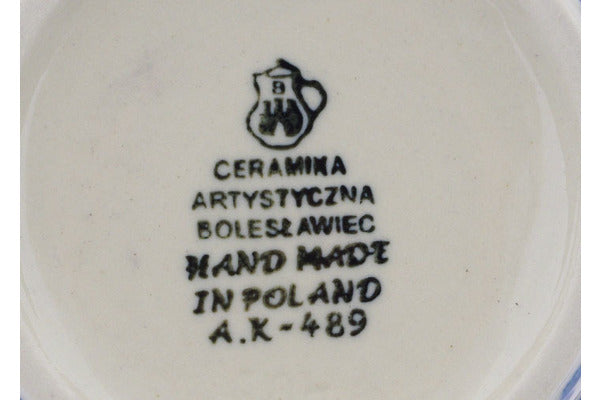 B
CERAMIKA
ARTYSTYCZNA
BOLESŁAWIEC
HAND MADE
IN POLAND
A.K-489